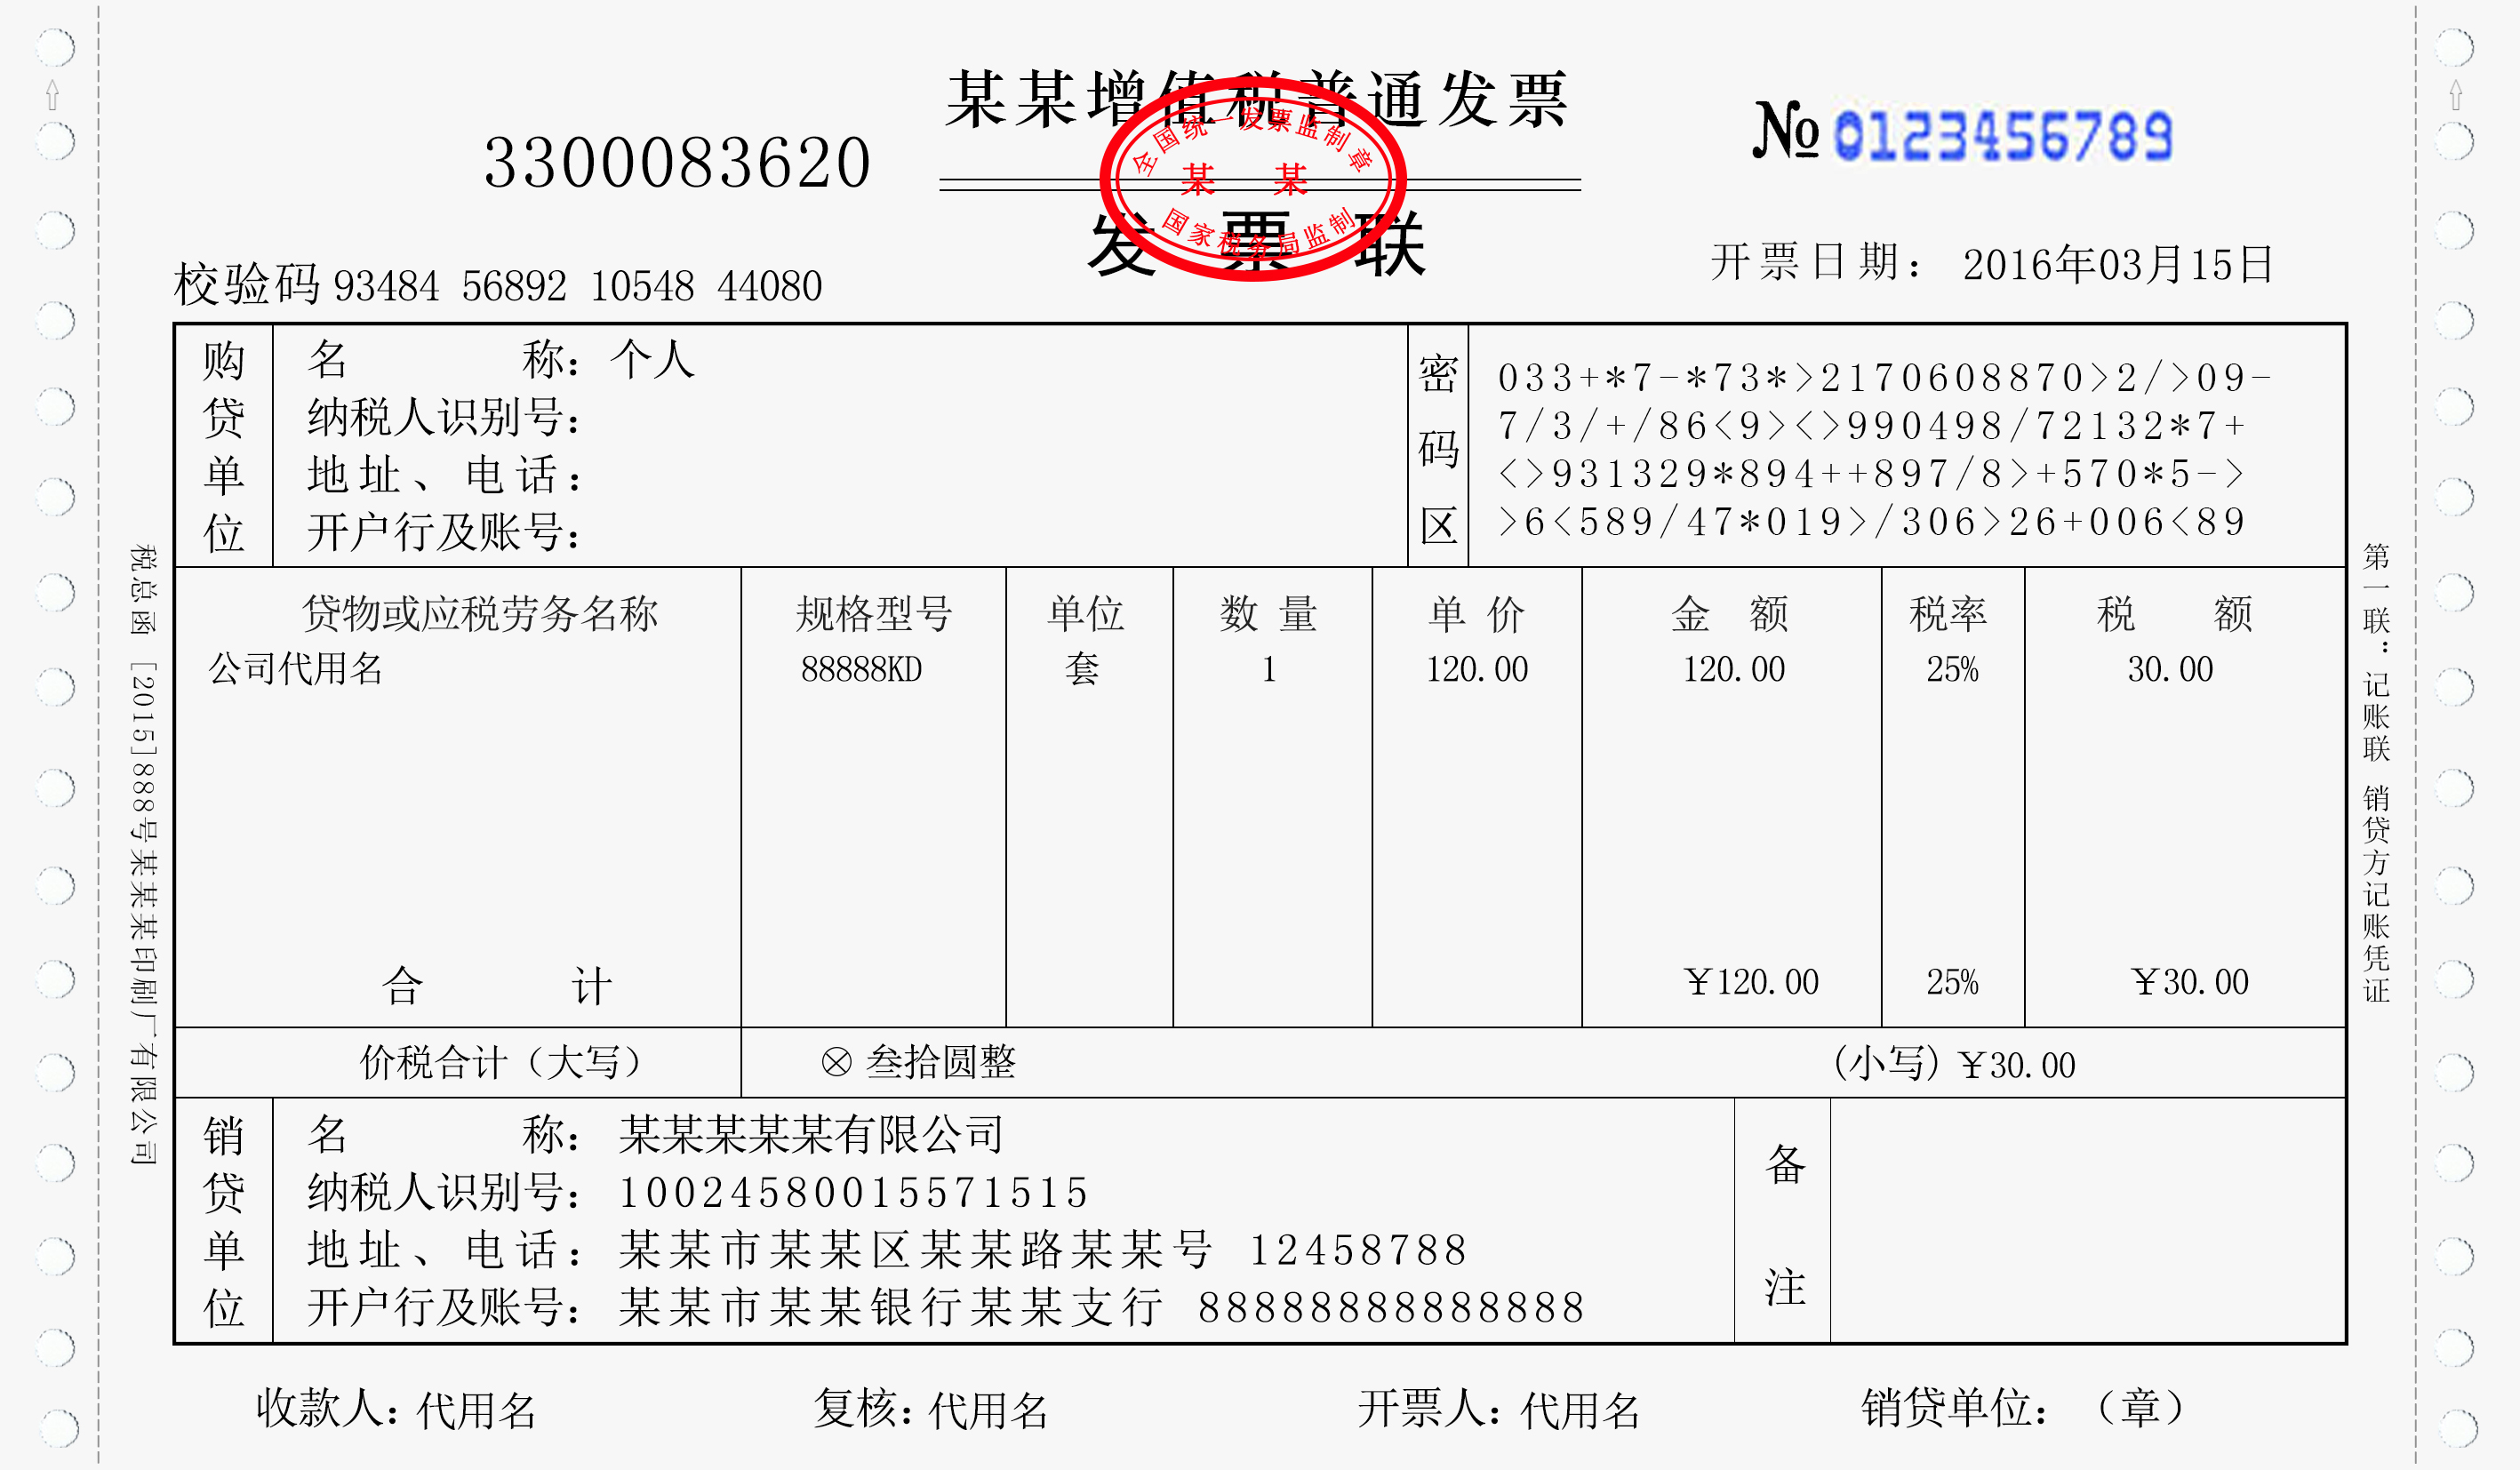 某某增值税普通发票
3300083620
№ 0123456789
全国统一发票监制章
某 某
国家税务局监制
发 票 联
校验码 93484 56892 10548 44080
开票日期： 2016年03月15日
购贷单位
名 称：个人
纳税人识别号：
地址、电话：
开户行及账号：
密码区
033+*7-*73*>2170608870>2/>09-
7/3/+/86<9><>990498/72132*7+
<>931329*894++897/8>+570*5->
>6<589/47*019>/306>26+006<89
贷物或应税劳务名称 规格型号 单位 数 量 单 价 金 额 税率 税 额
公司代用名 88888KD 套 1 120.00 120.00 25% 30.00
合 计 ￥120.00 25% ￥30.00
价税合计（大写） ⊗ 叁拾圆整 (小写)￥30.00
销贷单位
名 称： 某某某某某有限公司
纳税人识别号： 10024580015571515
地址、电话： 某某市某某区某某路某某号 12458788
开户行及账号： 某某市某某银行某某支行 88888888888888
备注
收款人：代用名 复核：代用名 开票人：代用名 销贷单位：（章）
税总函 [2015]888号某某某印刷厂有限公司
第一联：记账联 销贷方记账凭证